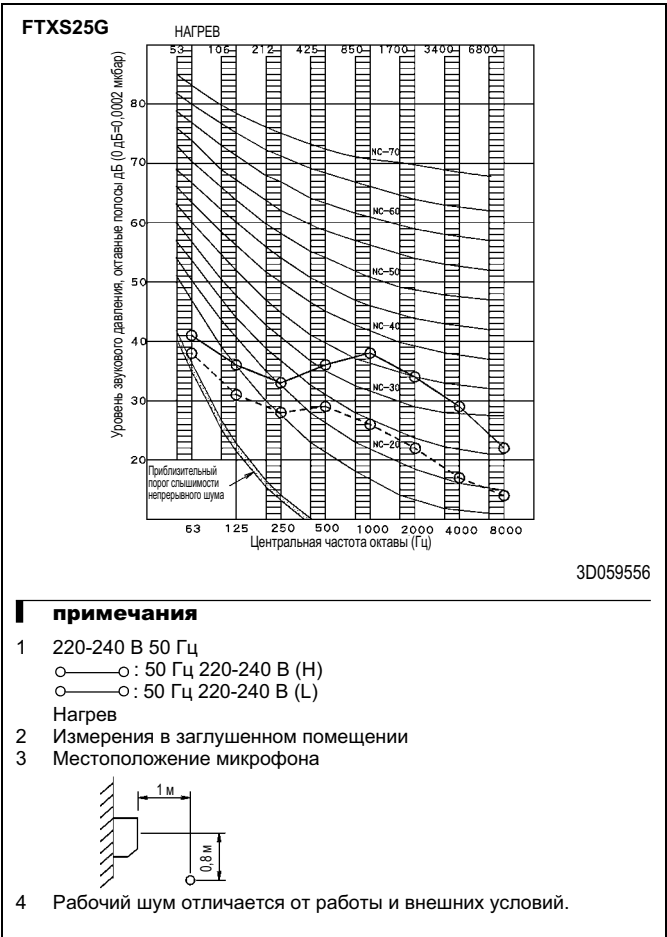 FTXS25G
НАГРЕВ
53 106 212 425 850 1700 3400 6800
Уровень звукового давления, октавные полосы дБ (0 дБ=0,0002 мкбар)
80
70
60
50
40
30
20
NC-70
NC-60
NC-50
NC-40
NC-30
NC-20
Приблизительный
порог слышимости
непрерывного шума
63 125 250 500 1000 2000 4000 8000
Центральная частота октавы (Гц)
3D059556
примечания
1 220-240 В 50 Гц
: 50 Гц 220-240 В (H)
: 50 Гц 220-240 В (L)
Нагрев
2 Измерения в заглушенном помещении
3 Местоположение микрофона
1 м
0,8 м
4 Рабочий шум отличается от работы и внешних условий.